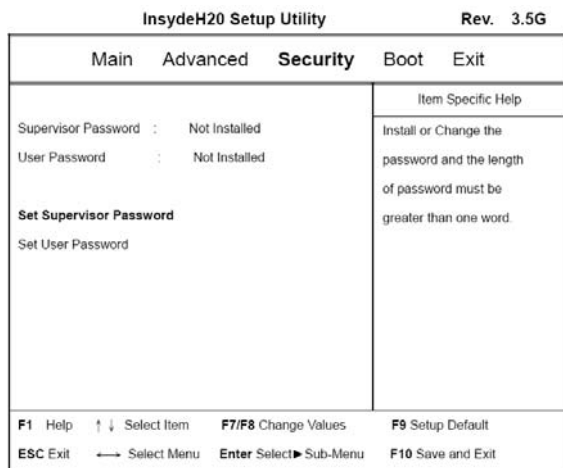 InsydeH20 Setup Utility Rev. 3.5G
Main Advanced Security Boot Exit
Item Specific Help
Supervisor Password : Not Installed
User Password : Not Installed
Set Supervisor Password
Set User Password
Install or Change the
password and the length
of password must be
greater than one word.
F1 Help ↑ ↓ Select Item F7/F8 Change Values F9 Setup Default
ESC Exit ←→ Select Menu Enter Select►Sub-Menu F10 Save and Exit